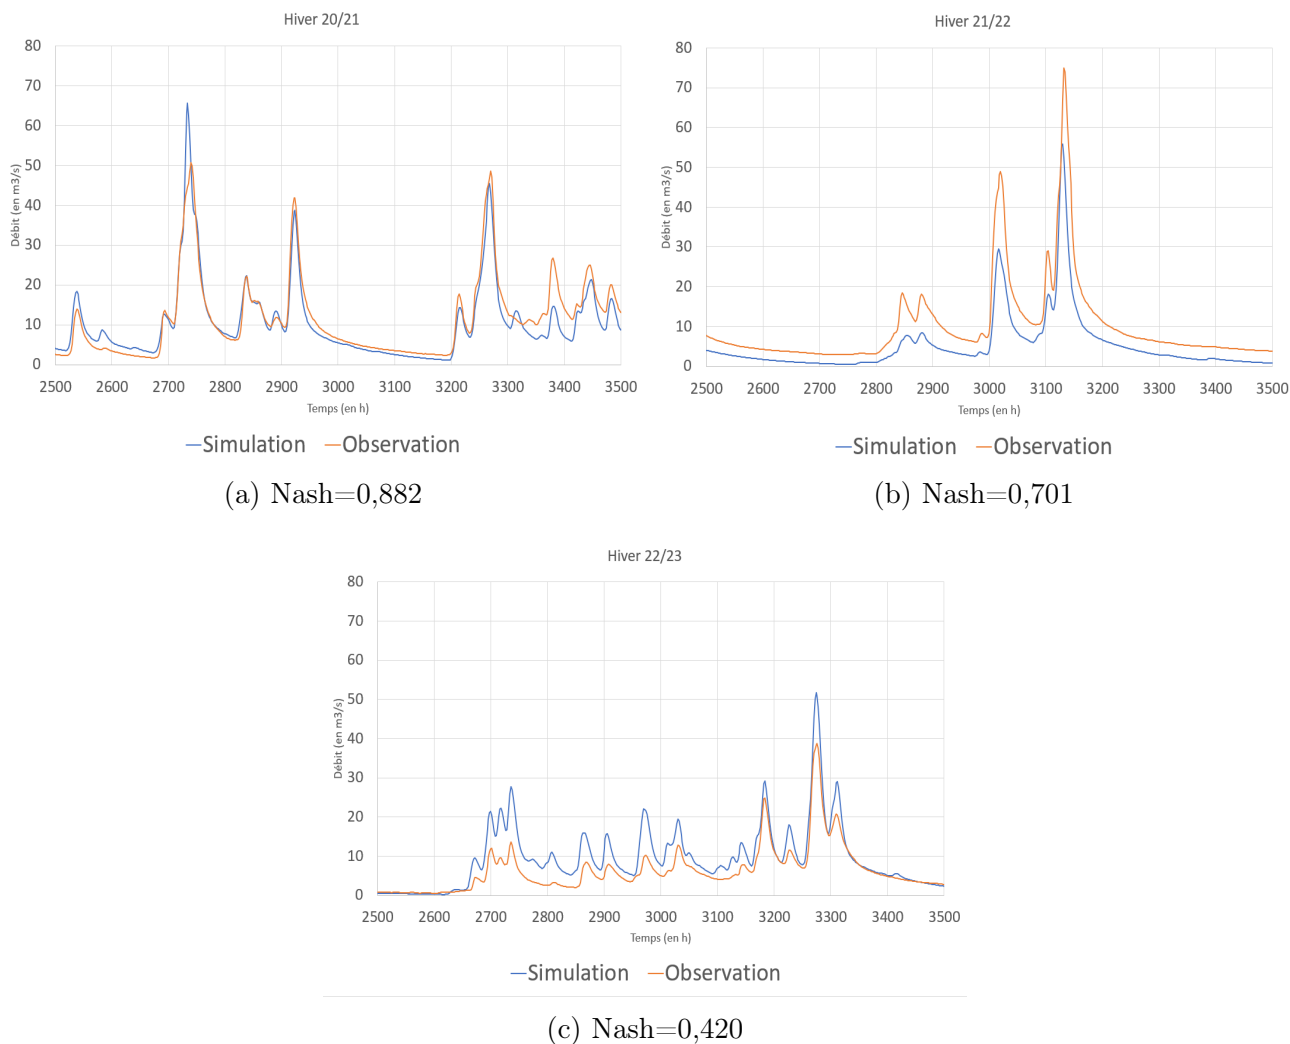 Hiver 20/21
80
70
60
50
40
30
20
10
0
Débit (en m3/s)
2500 2600 2700 2800 2900 3000 3100 3200 3300 3400 3500
Temps (en h)
Simulation Observation
(a) Nash=0,882
Hiver 21/22
80
70
60
50
40
30
20
10
0
Débit (en m3/s)
2500 2600 2700 2800 2900 3000 3100 3200 3300 3400 3500
Temps (en h)
Simulation Observation
(b) Nash=0,701
Hiver 22/23
80
70
60
50
40
30
20
10
0
Débit (en m3/s)
2500 2600 2700 2800 2900 3000 3100 3200 3300 3400 3500
Temps (en h)
Simulation Observation
(c) Nash=0,420